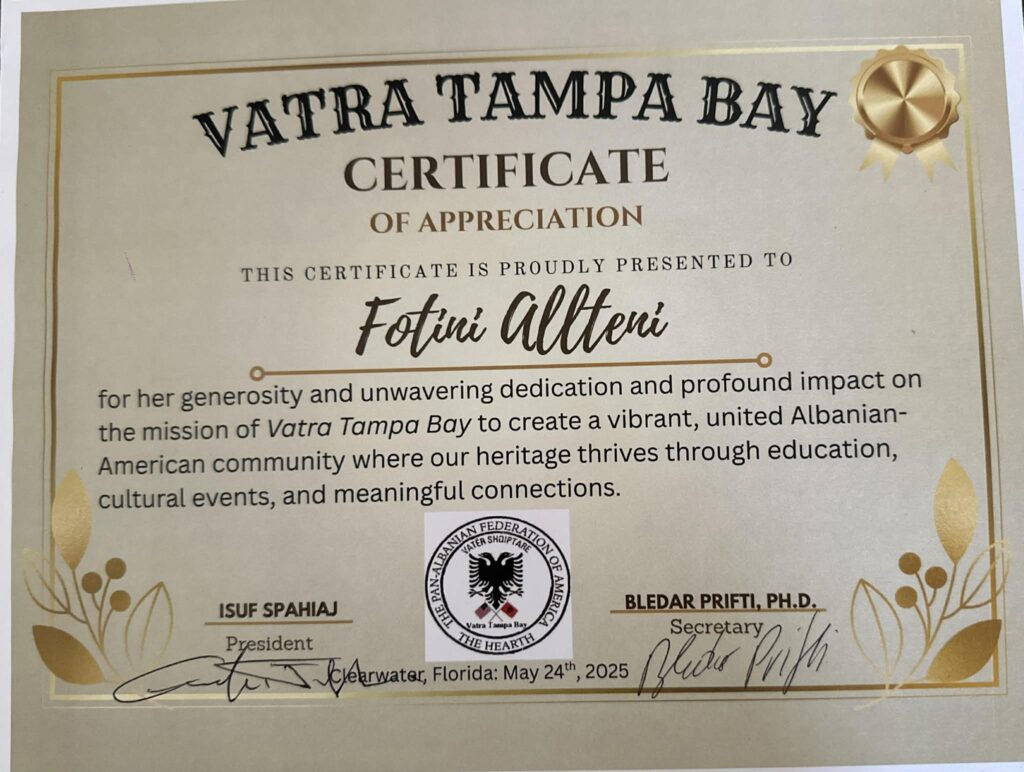 VATRA TAMPA BAY
CERTIFICATE
OF APPRECIATION
THIS CERTIFICATE IS PROUDLY PRESENTED TO
Fotini Allteni
for her generosity and unwavering dedication and profound impact on
the mission of Vatra Tampa Bay to create a vibrant, united Albanian-
American community where our heritage thrives through education,
cultural events, and meaningful connections.
THE PAN-ALBANIAN FEDERATION OF AMERICA
VATËR SHQIPTARE
Vatra Tampa Bay
THE HEARTH
ISUF SPAHIAJ
President
BLEDAR PRIFTI, PH.D.
Secretary
Bledar Prifti
Clearwater, Florida: May 24th, 2025